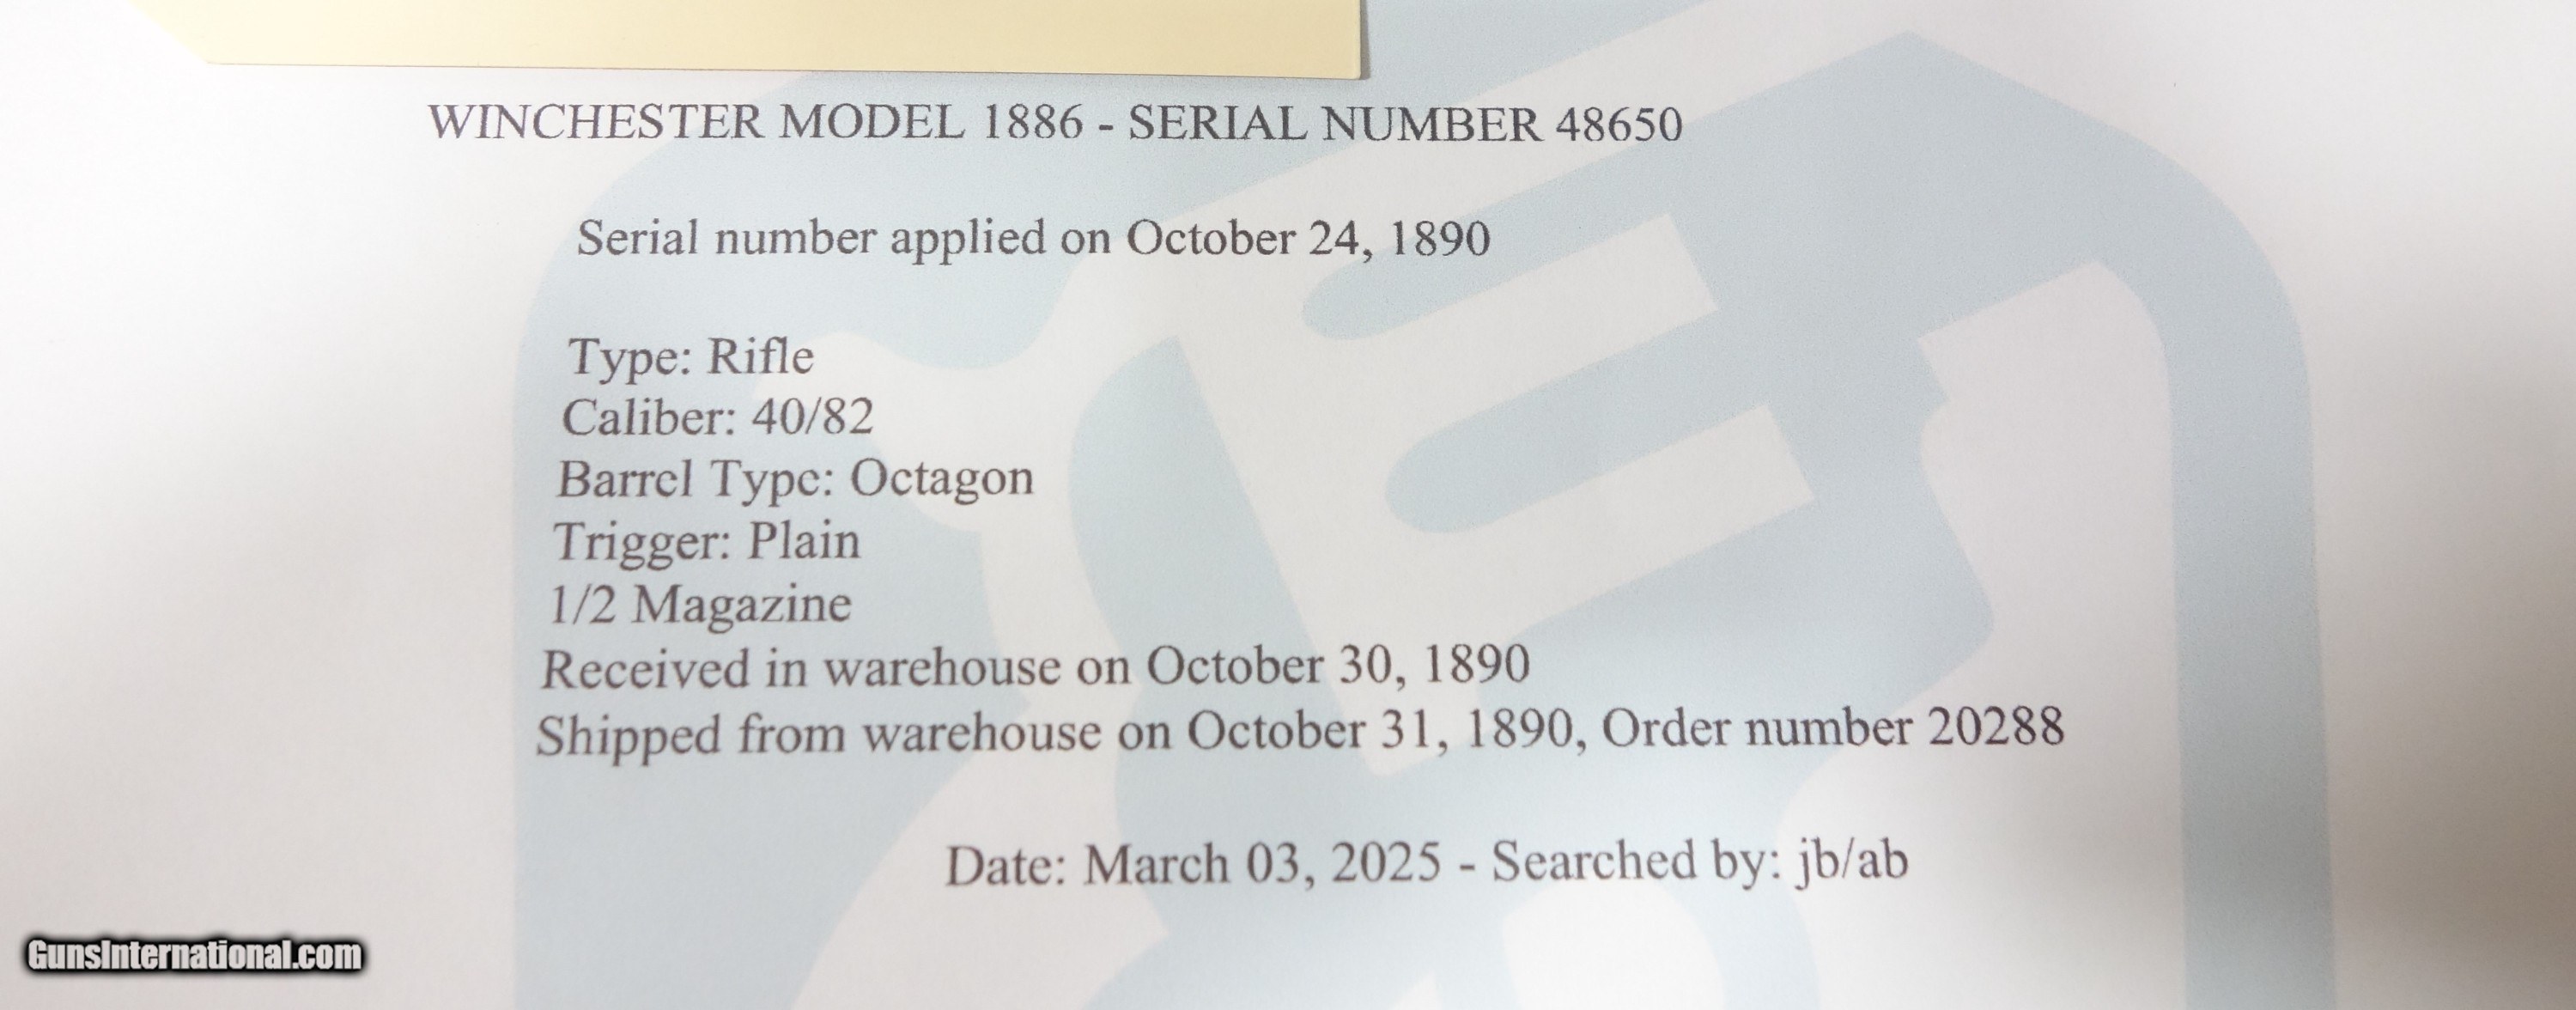 WINCHESTER MODEL 1886 - SERIAL NUMBER 48650
Serial number applied on October 24, 1890
Type: Rifle
Caliber: 40/82
Barrel Type: Octagon
Trigger: Plain
1/2 Magazine
Received in warehouse on October 30, 1890
Shipped from warehouse on October 31, 1890, Order number 20288
Date: March 03, 2025 - Searched by: jb/ab
GunsInternational.com